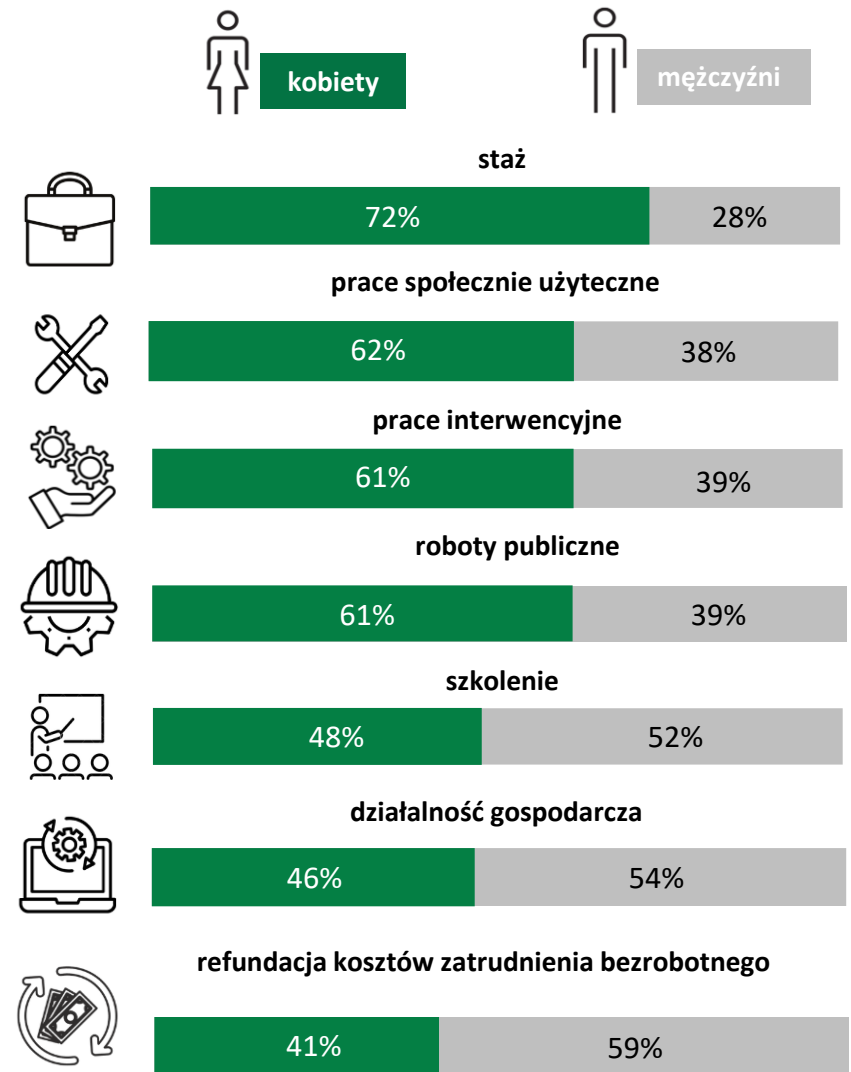 kobiety
mężczyźni
staż
72% 28%
prace społecznie użyteczne
62% 38%
prace interwencyjne
61% 39%
roboty publiczne
61% 39%
szkolenie
48% 52%
działalność gospodarcza
46% 54%
refundacja kosztów zatrudnienia bezrobotnego
41% 59%